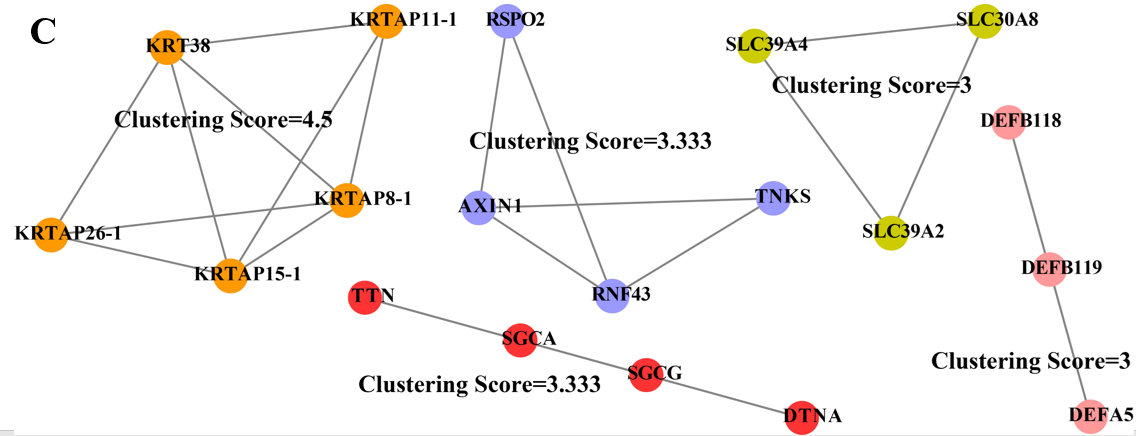 C
KRTAP11-1
KRT38
Clustering Score=4.5
KRTAP8-1
KRTAP26-1
KRTAP15-1
RSPO2
Clustering Score=3.333
AXIN1
TNKS
RNF43
SLC30A8
SLC39A4
Clustering Score=3
SLC39A2
DEFB118
DEFB119
Clustering Score=3
DEFA5
TTN
SGCA
SGCG
Clustering Score=3.333
DTNA